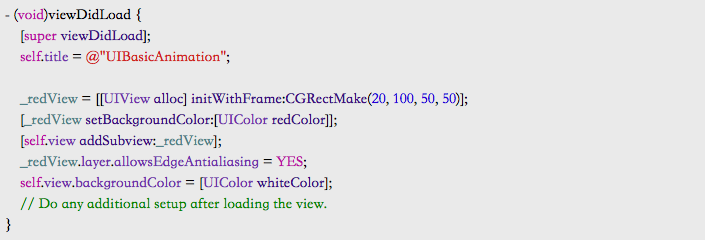 - (void)viewDidLoad {
[super viewDidLoad];
self.title = @"UIBasicAnimation";
_redView = [[UIView alloc] initWithFrame:CGRectMake(20, 100, 50, 50)];
[_redView setBackgroundColor:[UIColor redColor]];
[self.view addSubview:_redView];
_redView.layer.allowsEdgeAntialiasing = YES;
self.view.backgroundColor = [UIColor whiteColor];
// Do any additional setup after loading the view.
}